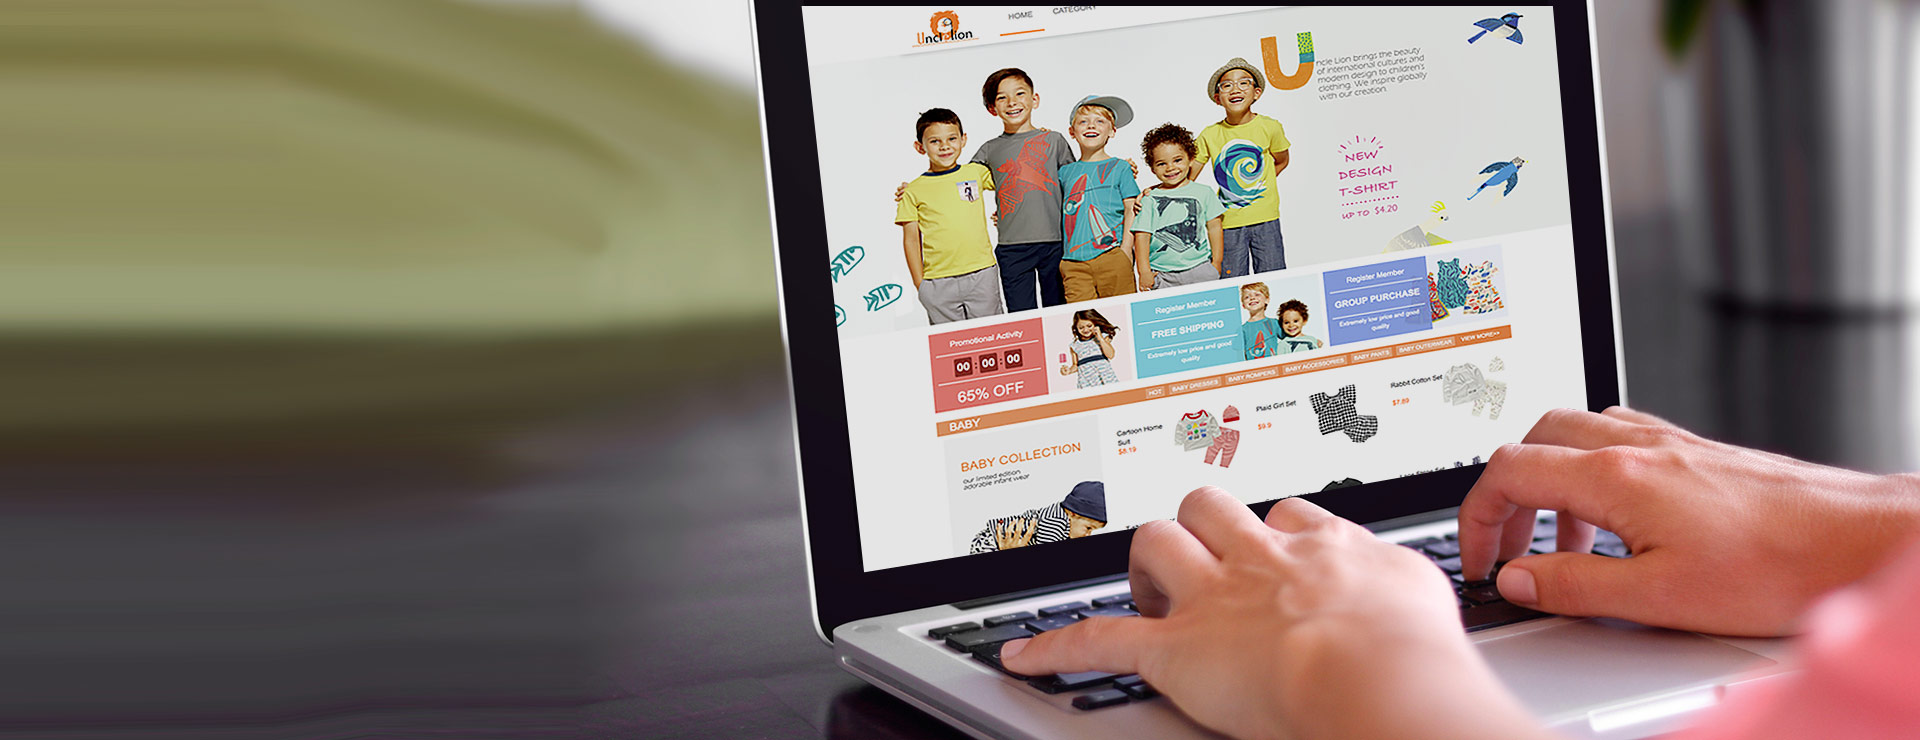 Unclelion
HOME
CATEGORY
Uncle Lion brings the beauty
of international cultures and
modern design to children's
clothing. We inspire globally
with our creation.
NEW
DESIGN
T-SHIRT
UP TO $4.20
Promotional Activity
00 : 00 : 00
65% OFF
Register Member
FREE SHIPPING
Extremely low price and good
quality
Register Member
GROUP PURCHASE
Extremely low price and good
quality
BABY
HOT
BABY DRESSES
BABY ROMPERS
BABY ACCESSORIES
BABY PANTS
BABY OUTERWEAR
VIEW MORE>>
BABY COLLECTION
our limited edition
adorable infant wear
Cartoon Home
Suit
$8.19
Plaid Girl Set
$9.9
Rabbit Cotton Set
$7.89